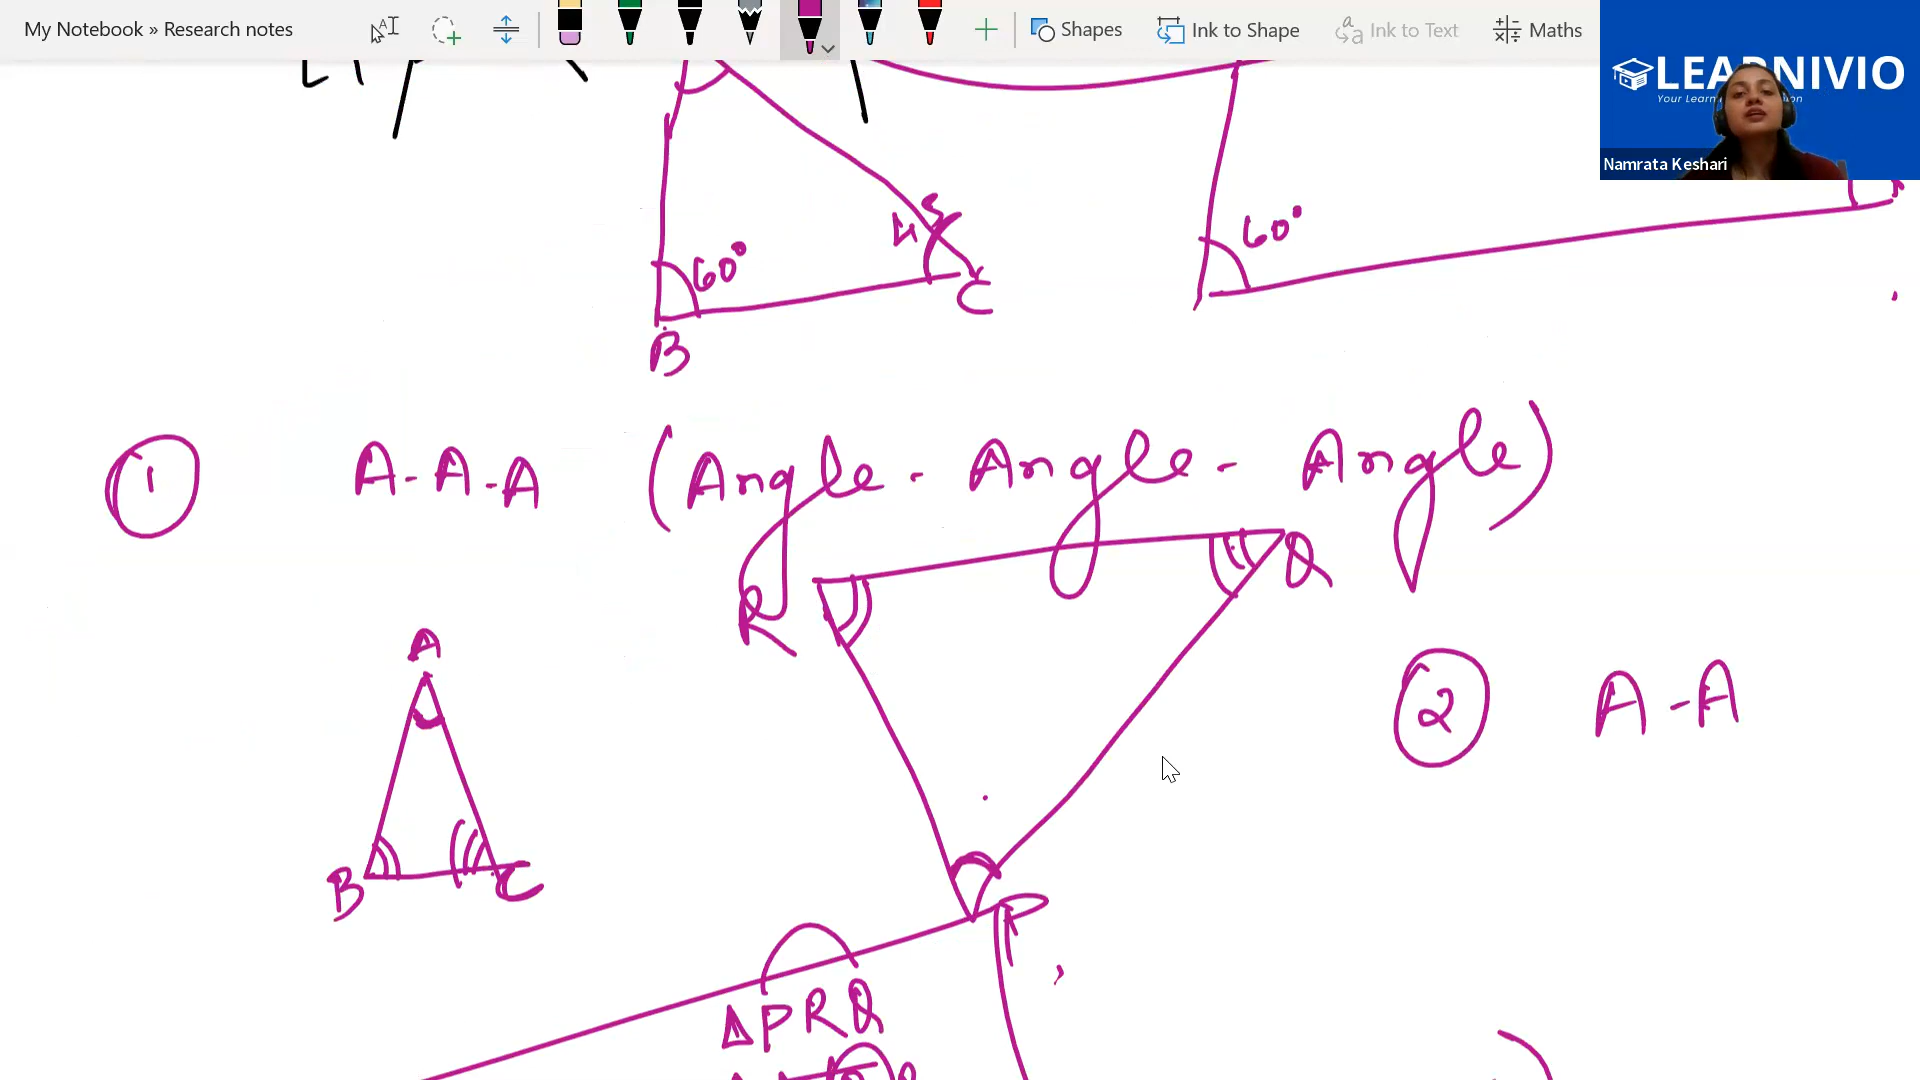 My Notebook » Research notes
Shapes
Ink to Shape
Ink to Text
Maths
LEARNIVIO
Namrata Keshari
60°
C
B
60°
1 A-A-A (Angle - Angle - Angle)
R
Q
A
2 A-A
B
C
P
ΔPRQ